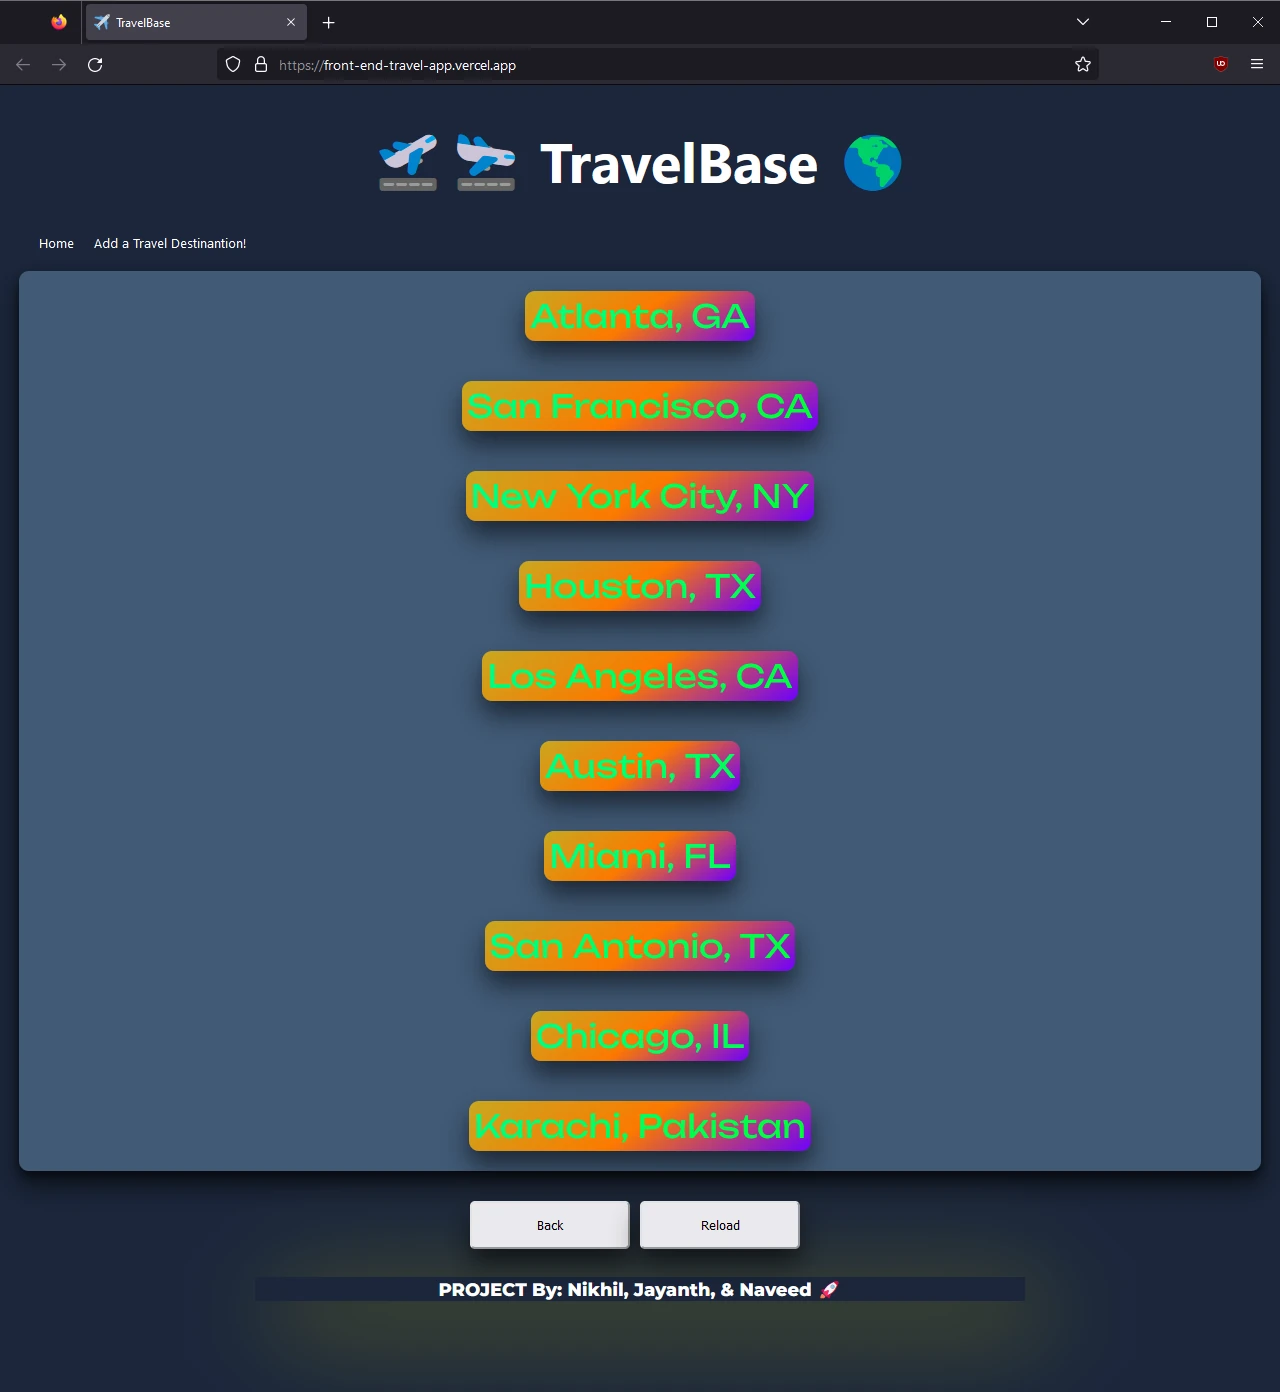 TravelBase
https://front-end-travel-app.vercel.app
TravelBase
Home Add a Travel Destinantion!
Atlanta, GA
San Francisco, CA
New York City, NY
Houston, TX
Los Angeles, CA
Austin, TX
Miami, FL
San Antonio, TX
Chicago, IL
Karachi, Pakistan
Back Reload
PROJECT By: Nikhil, Jayanth, & Naveed 🚀